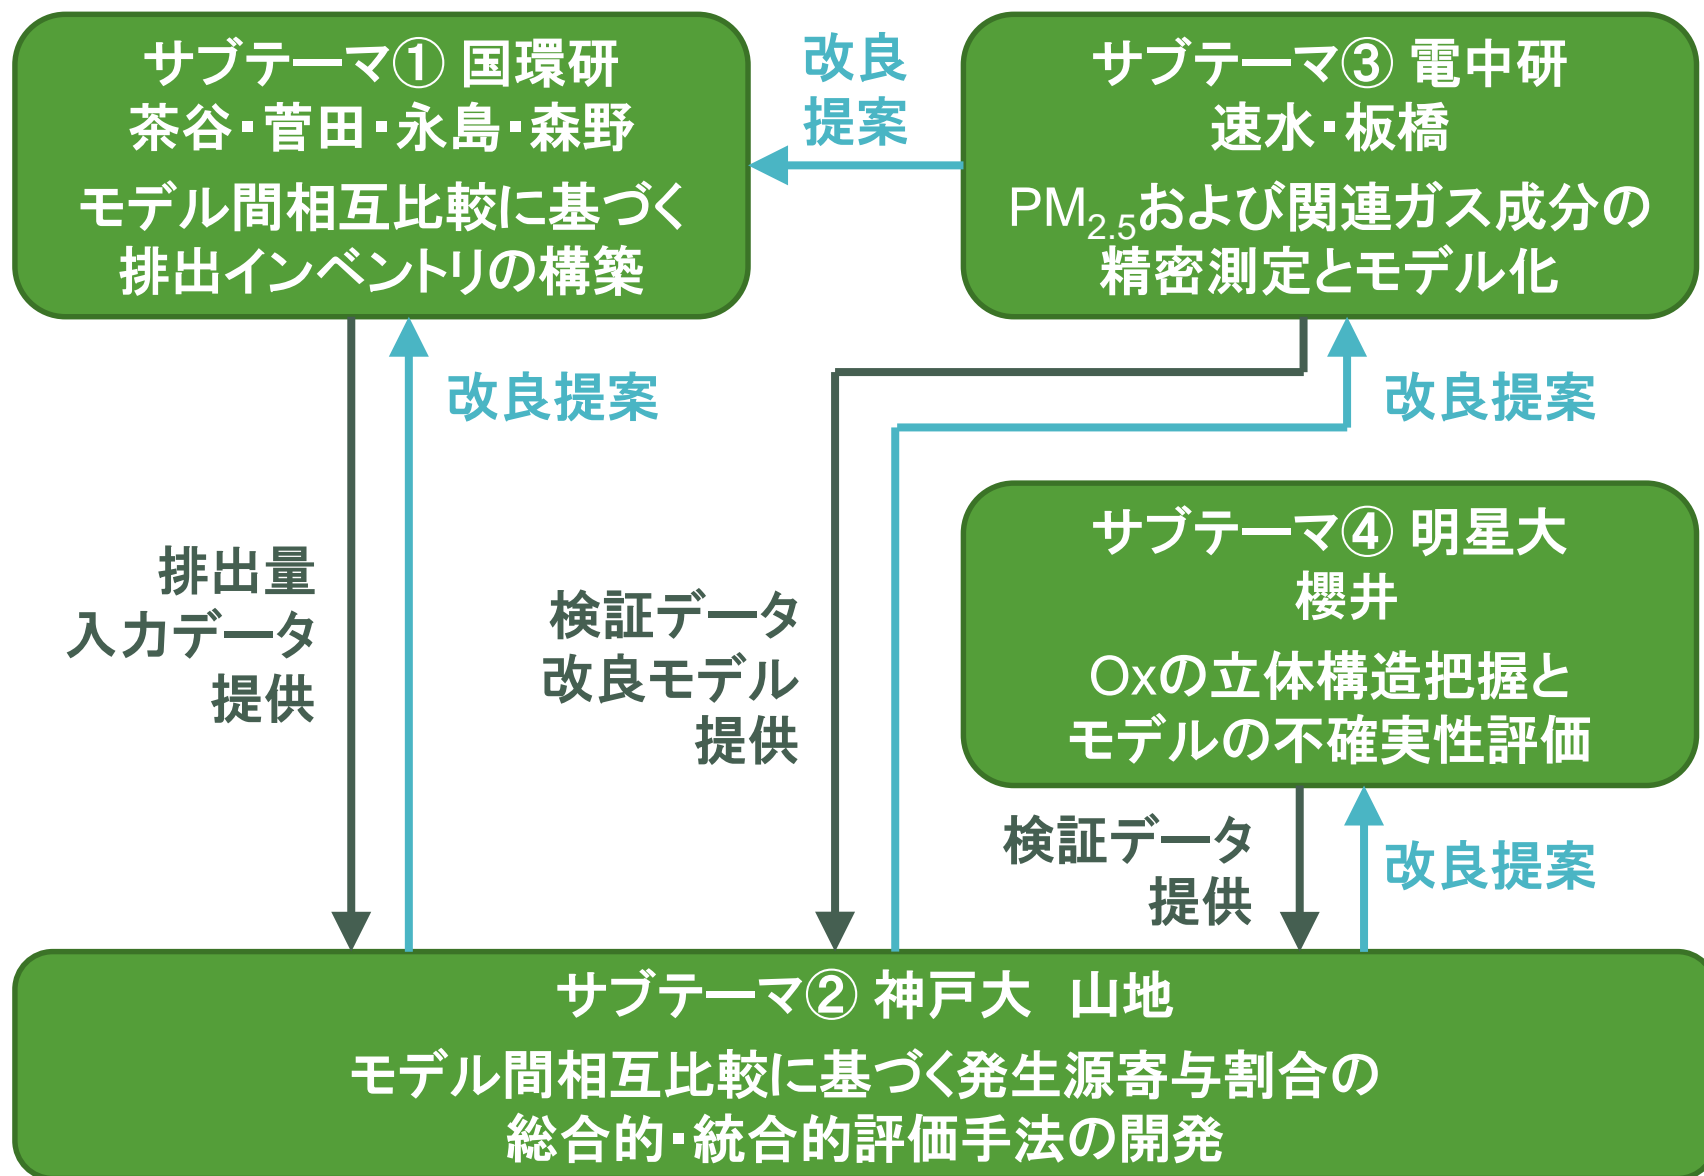 サブテーマ① 国環研
茶谷・菅田・永島・森野
モデル間相互比較に基づく
排出インベントリの構築
改良
提案
サブテーマ③ 電中研
速水・板橋
PM2.5および関連ガス成分の
精密測定とモデル化
改良提案
改良提案
排出量
入力データ
提供
検証データ
改良モデル
提供
サブテーマ④ 明星大
櫻井
Oxの立体構造把握と
モデルの不確実性評価
検証データ
提供
改良提案
サブテーマ② 神戸大　山地
モデル間相互比較に基づく発生源寄与割合の
総合的・統合的評価手法の開発